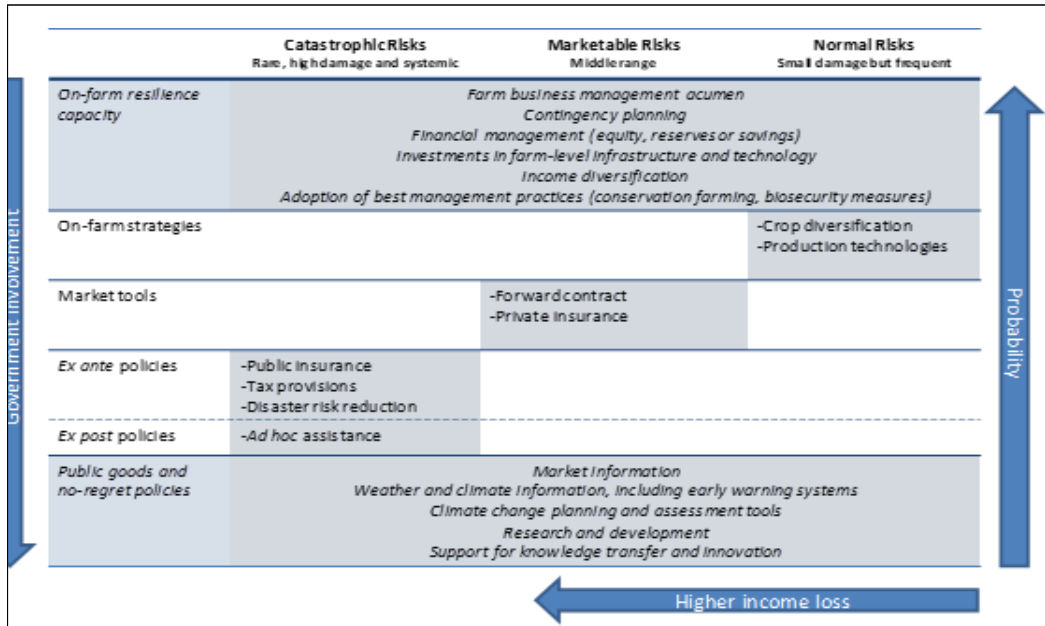 Catastrophic Risks
Rare, high damage and systemic
Marketable Risks
Middle range
Normal Risks
Small damage but frequent
On-farm resilience
capacity
Farm business management acumen
Contingency planning
Financial management (equity, reserves or savings)
Investments in farm-level infrastructure and technology
Income diversification
Adoption of best management practices (conservation farming, biosecurity measures)
On-farm strategies
-Crop diversification
-Production technologies
Market tools
-Forward contract
-Private insurance
Ex ante policies
-Public insurance
-Tax provisions
-Disaster risk reduction
Ex post policies
-Ad hoc assistance
Public goods and
no-regret policies
Market information
Weather and climate information, including early warning systems
Climate change planning and assessment tools
Research and development
Support for knowledge transfer and innovation
Government involvement
Probability
Higher income loss